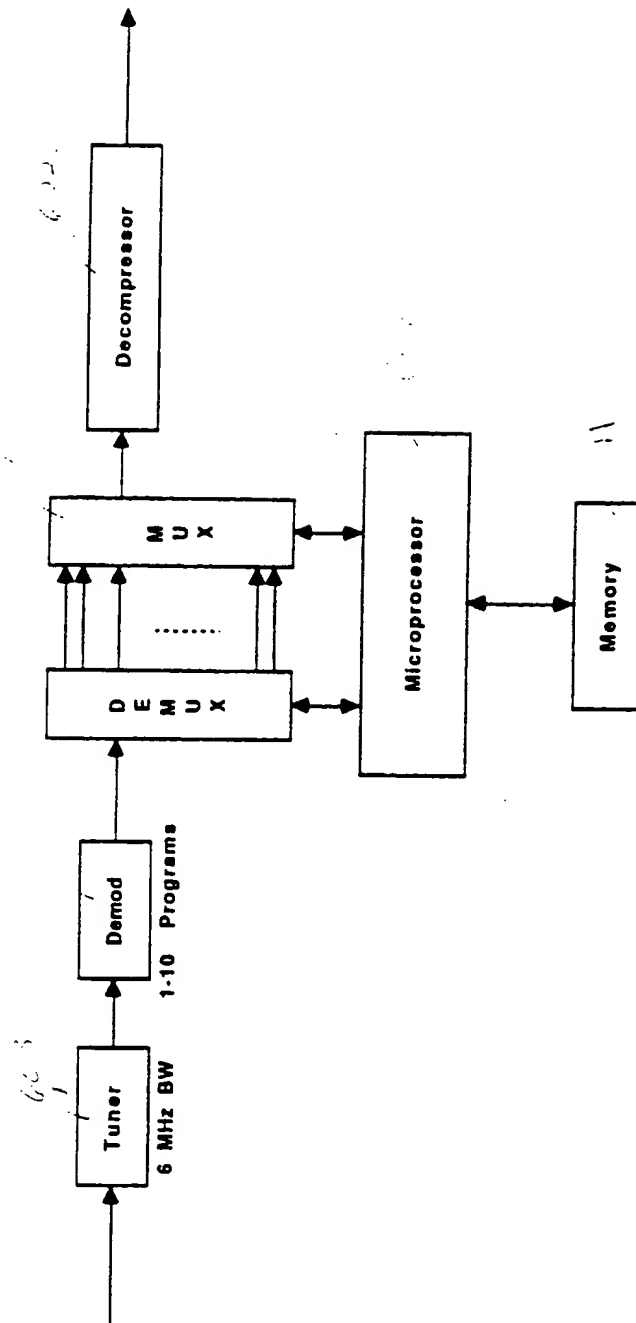 Tuner
6 MHz BW
Demod
1-10 Programs
DEMUX
........
MUX
Decompressor
Microprocessor
Memory